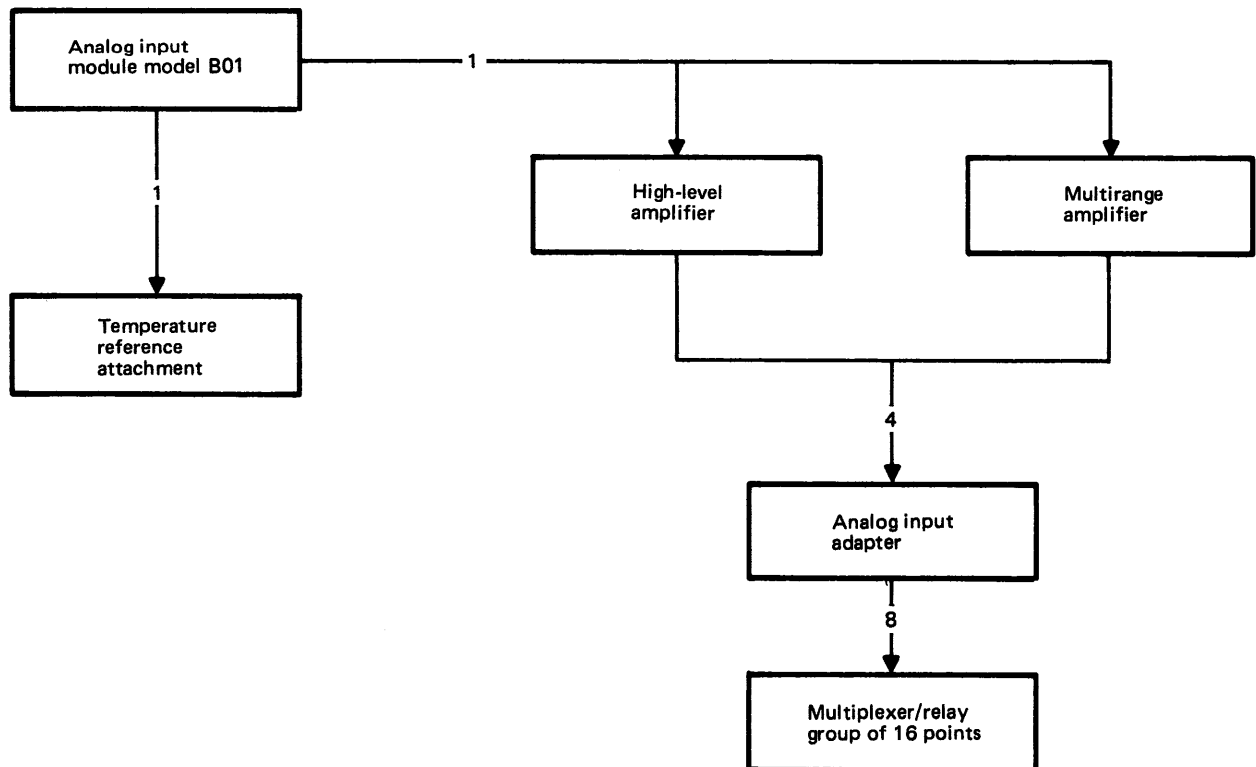 Analog input
module model B01
1
1
High-level
amplifier
Multirange
amplifier
Temperature
reference
attachment
4
Analog input
adapter
8
Multiplexer/relay
group of 16 points